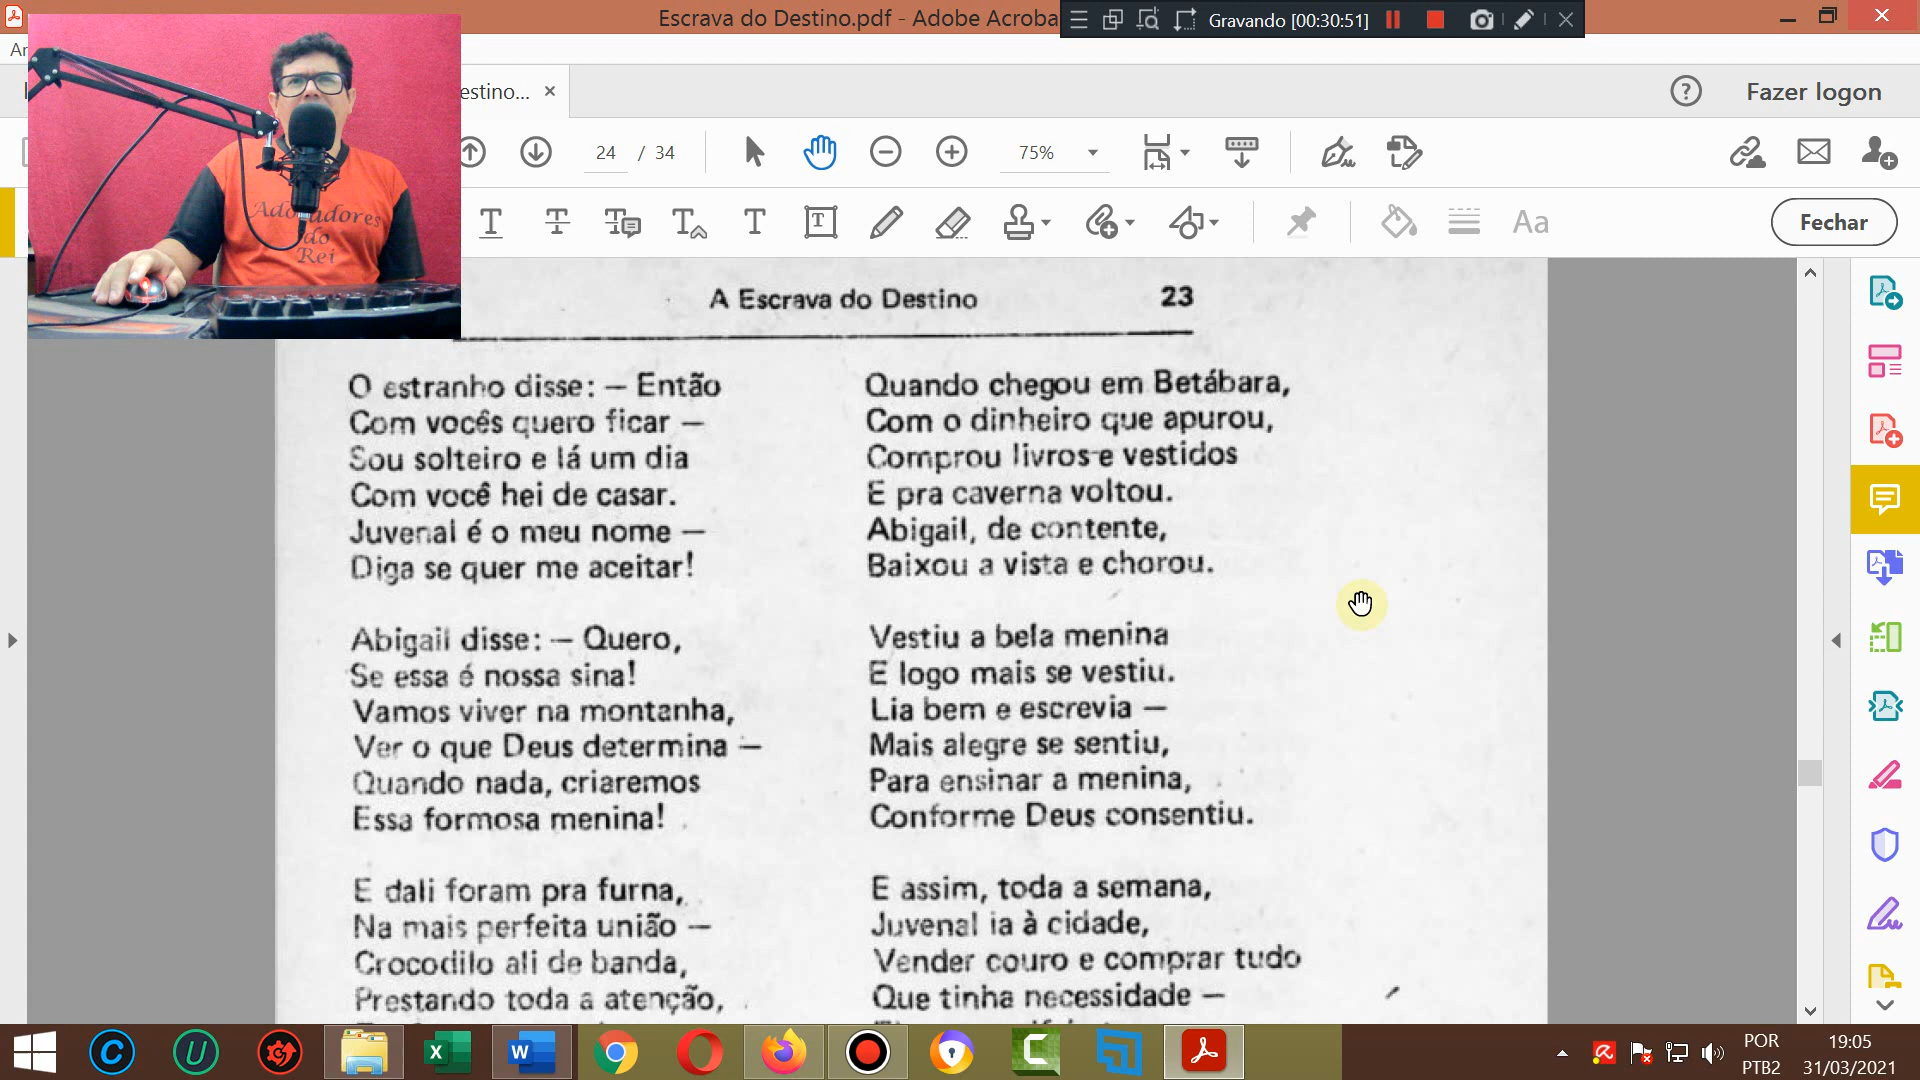 Escrava do Destino.pdf - Adobe Acroba
Gravando [00:30:51]
estino...
Fazer logon
24 / 34
75%
Aa
Fechar
Adoradores
do
Rei
A Escrava do Destino 23
O estranho disse: — Então
Com vocês quero ficar —
Sou solteiro e lá um dia
Com você hei de casar.
Juvenal é o meu nome —
Diga se quer me aceitar!
Abigail disse: — Quero,
Se essa é nossa sina!
Vamos viver na montanha,
Ver o que Deus determina —
Quando nada, criaremos
Essa formosa menina!
E dali foram pra furna,
Na mais perfeita união —
Crocodilo ali de banda,
Prestando toda a atenção,
Quando chegou em Betábara,
Com o dinheiro que apurou,
Comprou livros e vestidos
E pra caverna voltou.
Abigail, de contente,
Baixou a vista e chorou.
Vestiu a bela menina
E logo mais se vestiu.
Lia bem e escrevia —
Mais alegre se sentiu,
Para ensinar a menina,
Conforme Deus consentiu.
E assim, toda a semana,
Juvenal ia à cidade,
Vender couro e comprar tudo
Que tinha necessidade —
POR
PTB2
19:05
31/03/2021